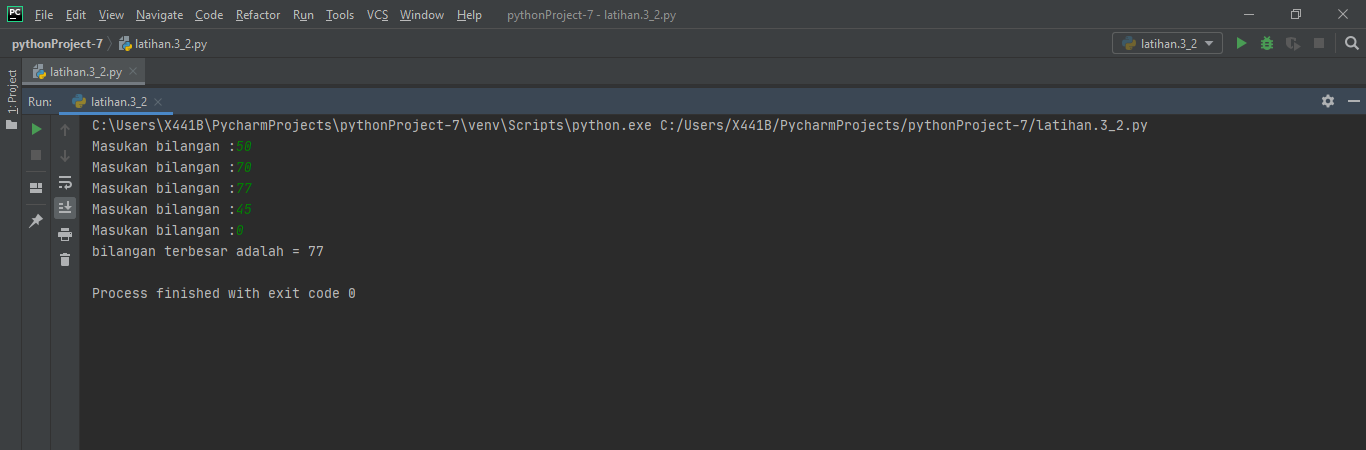 PC File Edit View Navigate Code Refactor Run Tools VCS Window Help pythonProject-7 - latihan.3_2.py
pythonProject-7 latihan.3_2.py latihan.3_2
latihan.3_2.py
1: Project
Run: latihan.3_2
C:\Users\X441B\PycharmProjects\pythonProject-7\venv\Scripts\python.exe C:/Users/X441B/PycharmProjects/pythonProject-7/latihan.3_2.py
Masukan bilangan :50
Masukan bilangan :70
Masukan bilangan :77
Masukan bilangan :45
Masukan bilangan :0
bilangan terbesar adalah = 77
Process finished with exit code 0